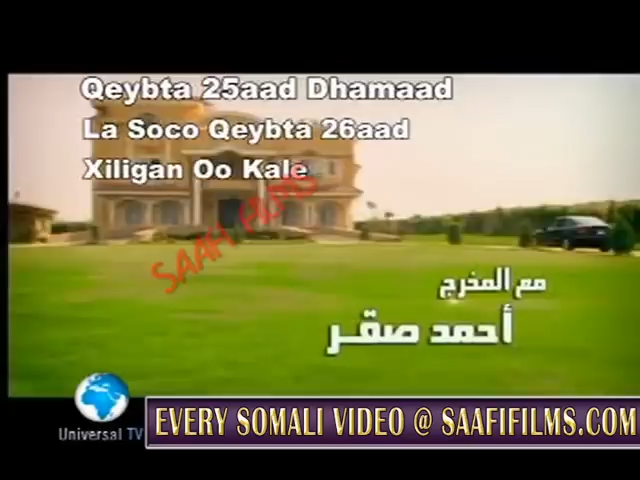 Qeybta 25aad Dhamaad
La Soco Qeybta 26aad
Xiligan Oo Kale
SAAFI FILMS
مع المخرج
أحمد صقر
Universal TV
EVERY SOMALI VIDEO @ SAAFIFILMS.COM